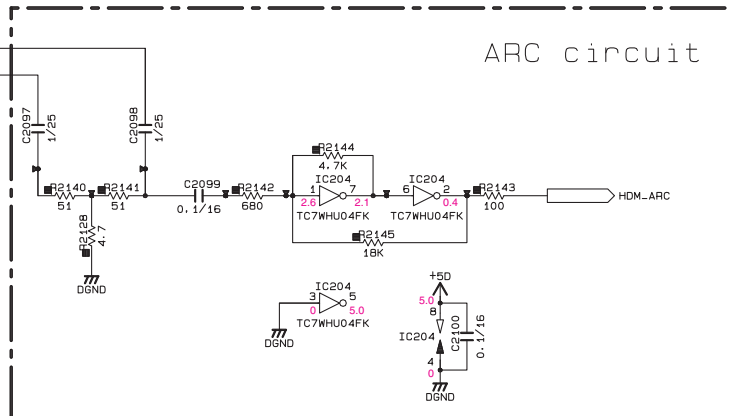 ARC circuit
C2097
1/25
C2098
1/25
R2144
4.7K
R2140
51
R2141
51
C2099
0.1/16
R2142
680
IC204
1
7
2.6
2.1
TC7WHU04FK
IC204
6
2
0.4
TC7WHU04FK
R2143
100
HDM_ARC
R2128
4.7
DGND
R2145
18K
IC204
3
5
0
5.0
TC7WHU04FK
DGND
+5D
5.0
8
IC204
C2100
0.1/16
4
0
DGND